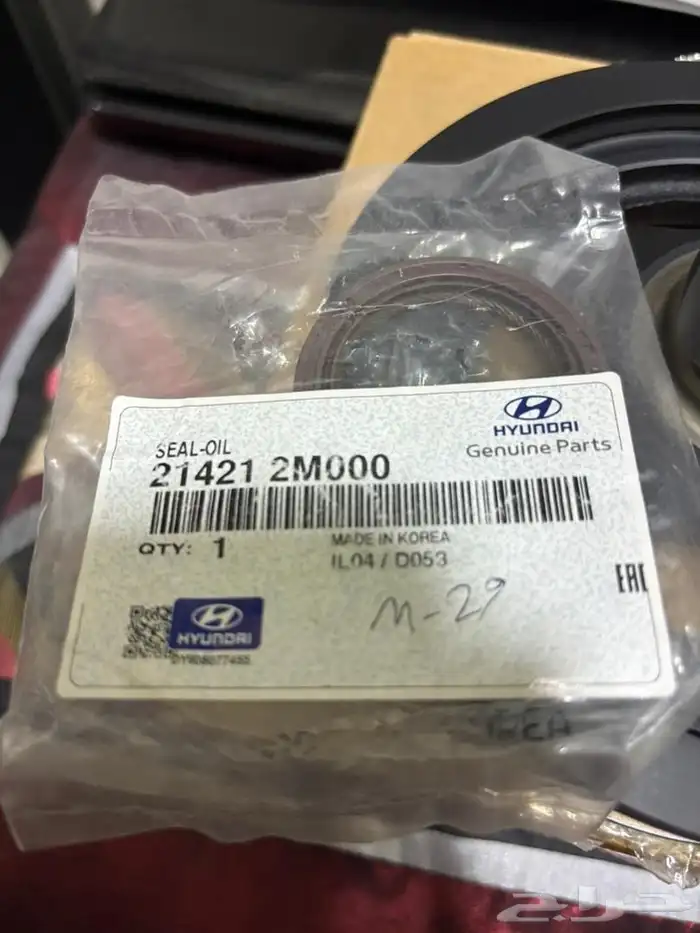 HYUNDAI
Genuine Parts
SEAL-OIL
21421 2M000
QTY: 1
MADE IN KOREA
IL04 / D053
EAC
M-29
HYUNDAI
حراج